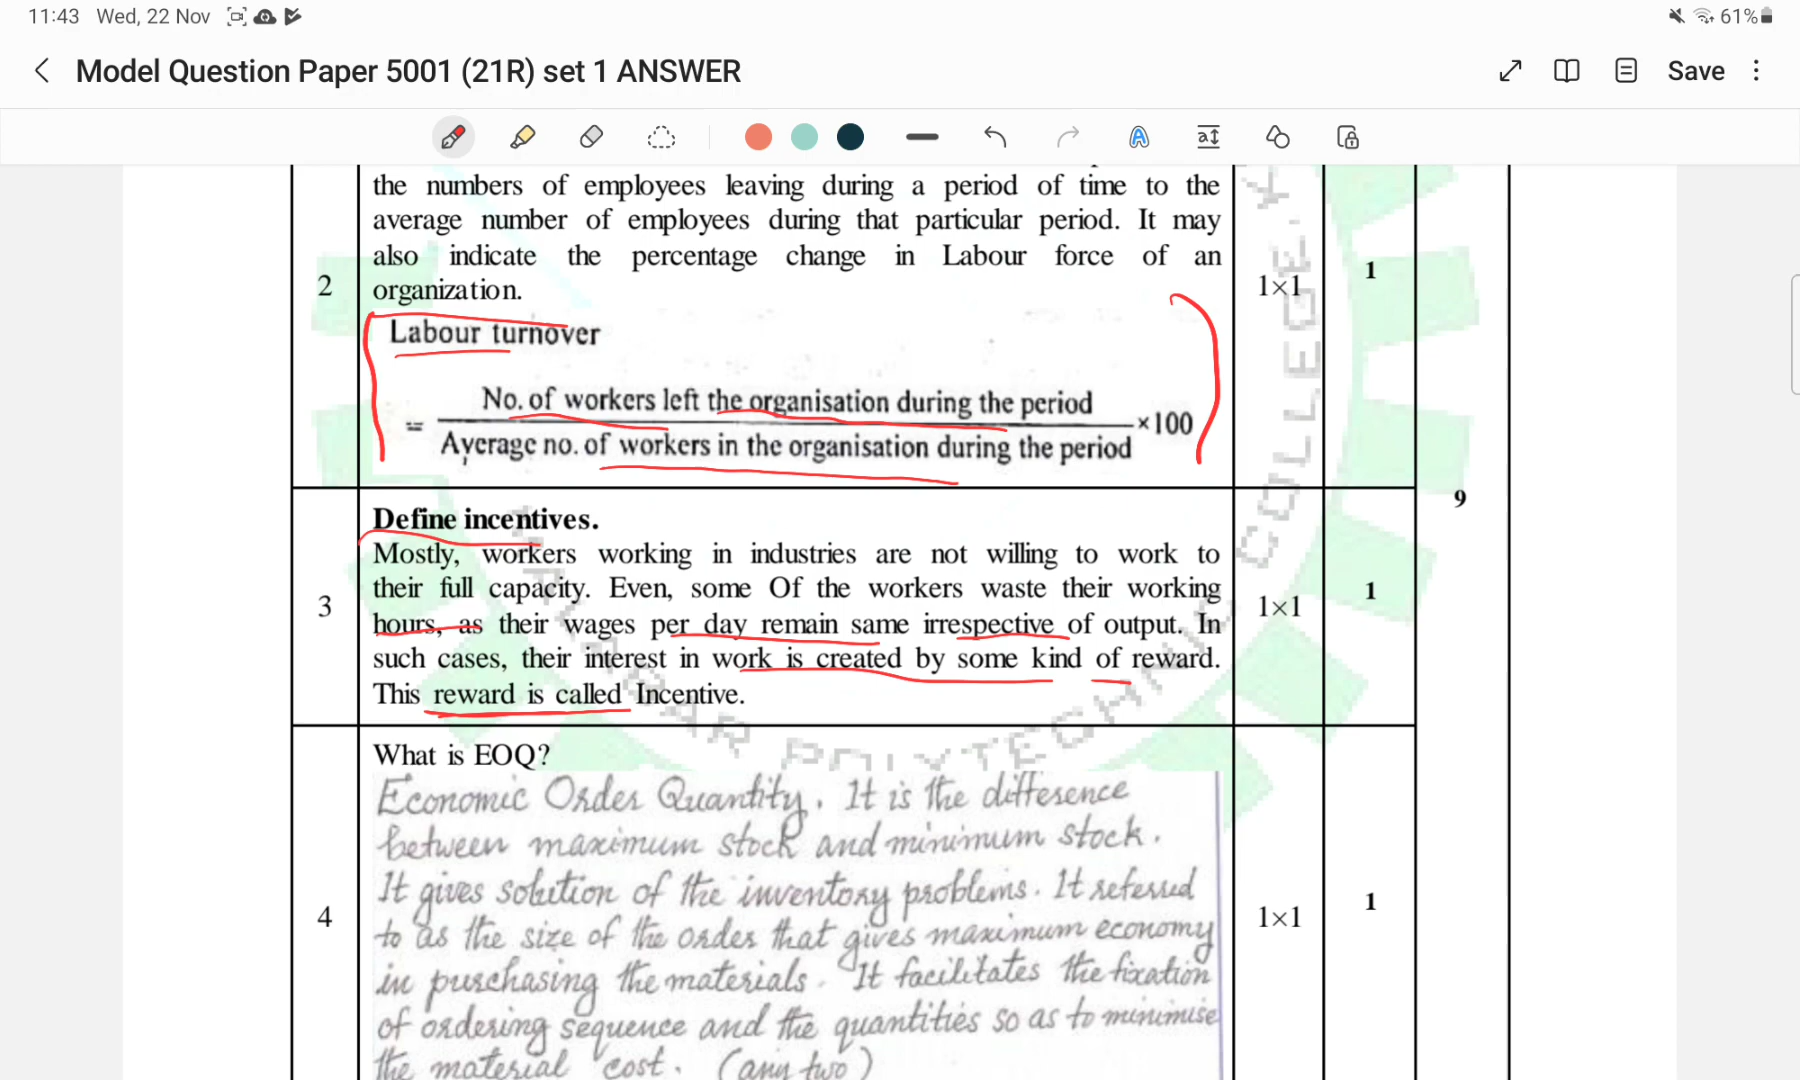 11:43 Wed, 22 Nov
61%
Model Question Paper 5001 (21R) set 1 ANSWER
Save
the numbers of employees leaving during a period of time to the
average number of employees during that particular period. It may
also indicate the percentage change in Labour force of an
2 organization. 1×1 1
Labour turnover
No. of workers left the organisation during the period
= ×100
Average no. of workers in the organisation during the period
9
Define incentives.
Mostly, workers working in industries are not willing to work to
their full capacity. Even, some Of the workers waste their working
3 hours, as their wages per day remain same irrespective of output. In 1×1 1
such cases, their interest in work is created by some kind of reward.
This reward is called Incentive.
What is EOQ?
Economic Order Quantity. It is the difference
between maximum stock and minimum stock.
It gives solution of the inventory problems. It referred
4 to as the size of the order that gives maximum economy 1×1 1
in purchasing the materials. It facilitates the fixation
of ordering sequence and the quantities so as to minimise
the material cost. (any two)
POLYTECHNIC COLLEGE,